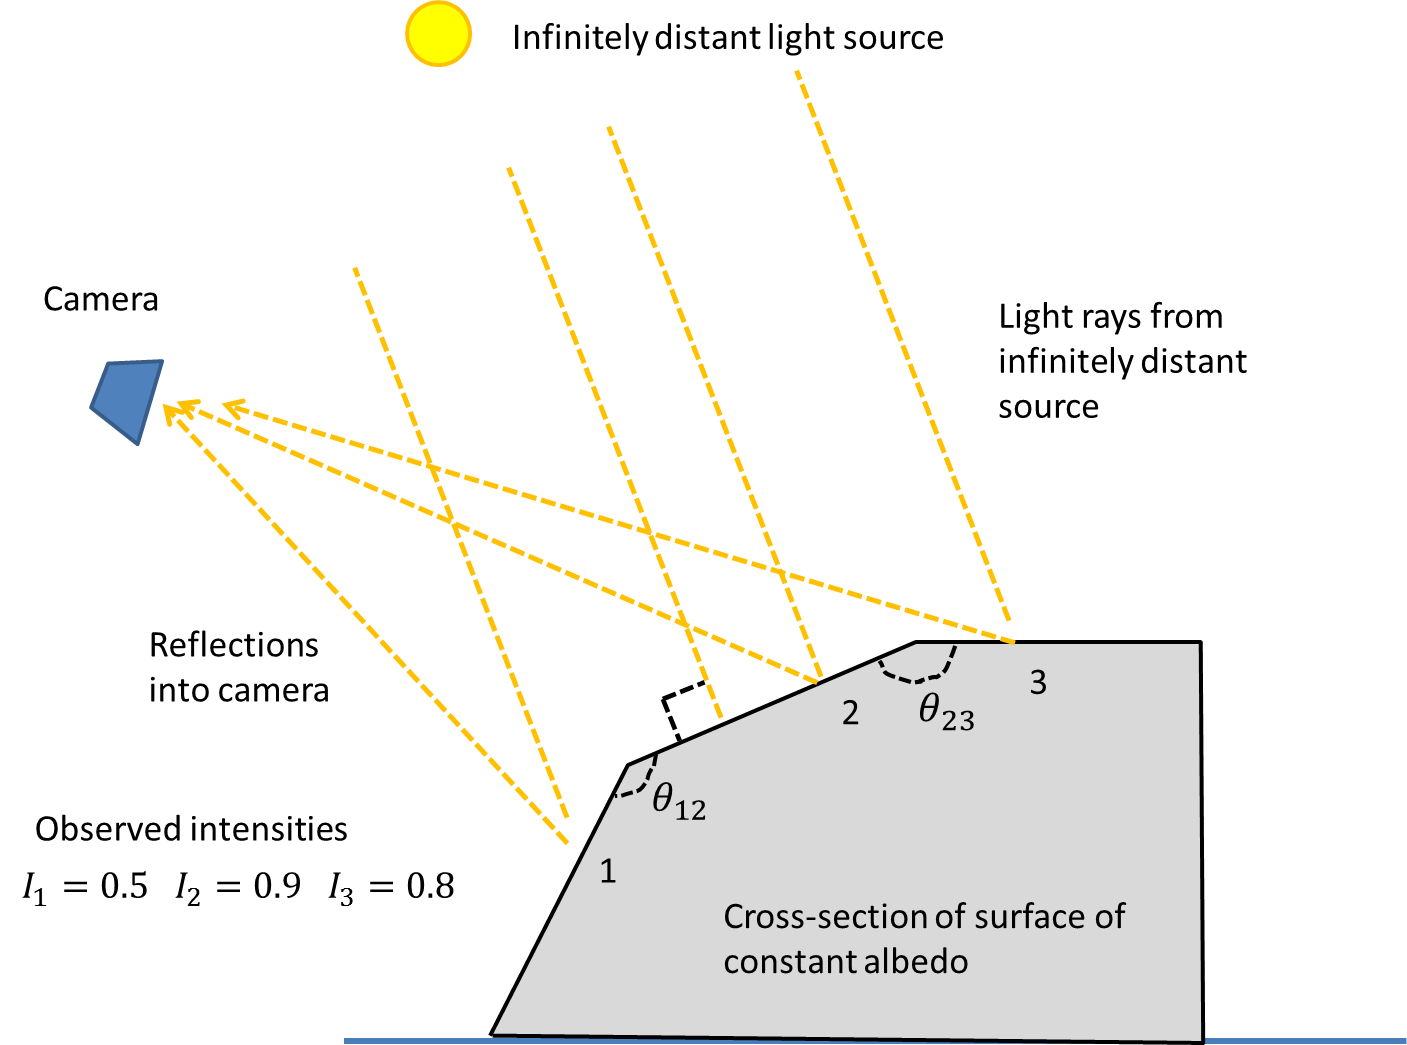 Infinitely distant light source
Camera
Light rays from
infinitely distant
source
Reflections
into camera
3
2
θ₂₃
θ₁₂
Observed intensities
1
I₁ = 0.5 I₂ = 0.9 I₃ = 0.8
Cross-section of surface of
constant albedo